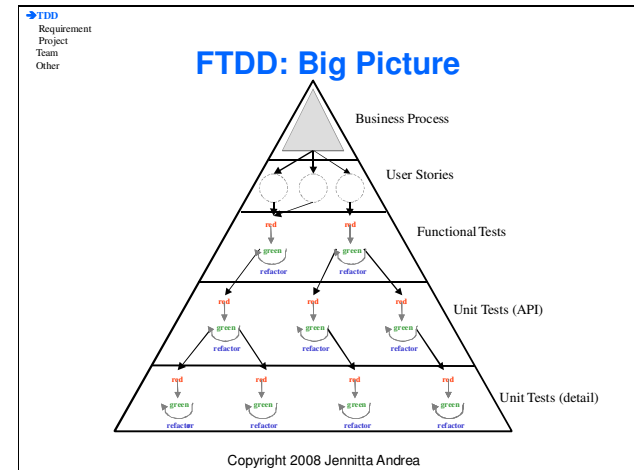 ➔TDD
Requirement
Project
Team
Other
FTDD: Big Picture
Business Process
User Stories
Functional Tests
red
red
green
green
refactor
refactor
Unit Tests (API)
red
red
red
green
green
green
refactor
refactor
refactor
Unit Tests (detail)
red
red
red
red
green
green
green
green
refactor
refactor
refactor
refactor
Copyright 2008 Jennitta Andrea